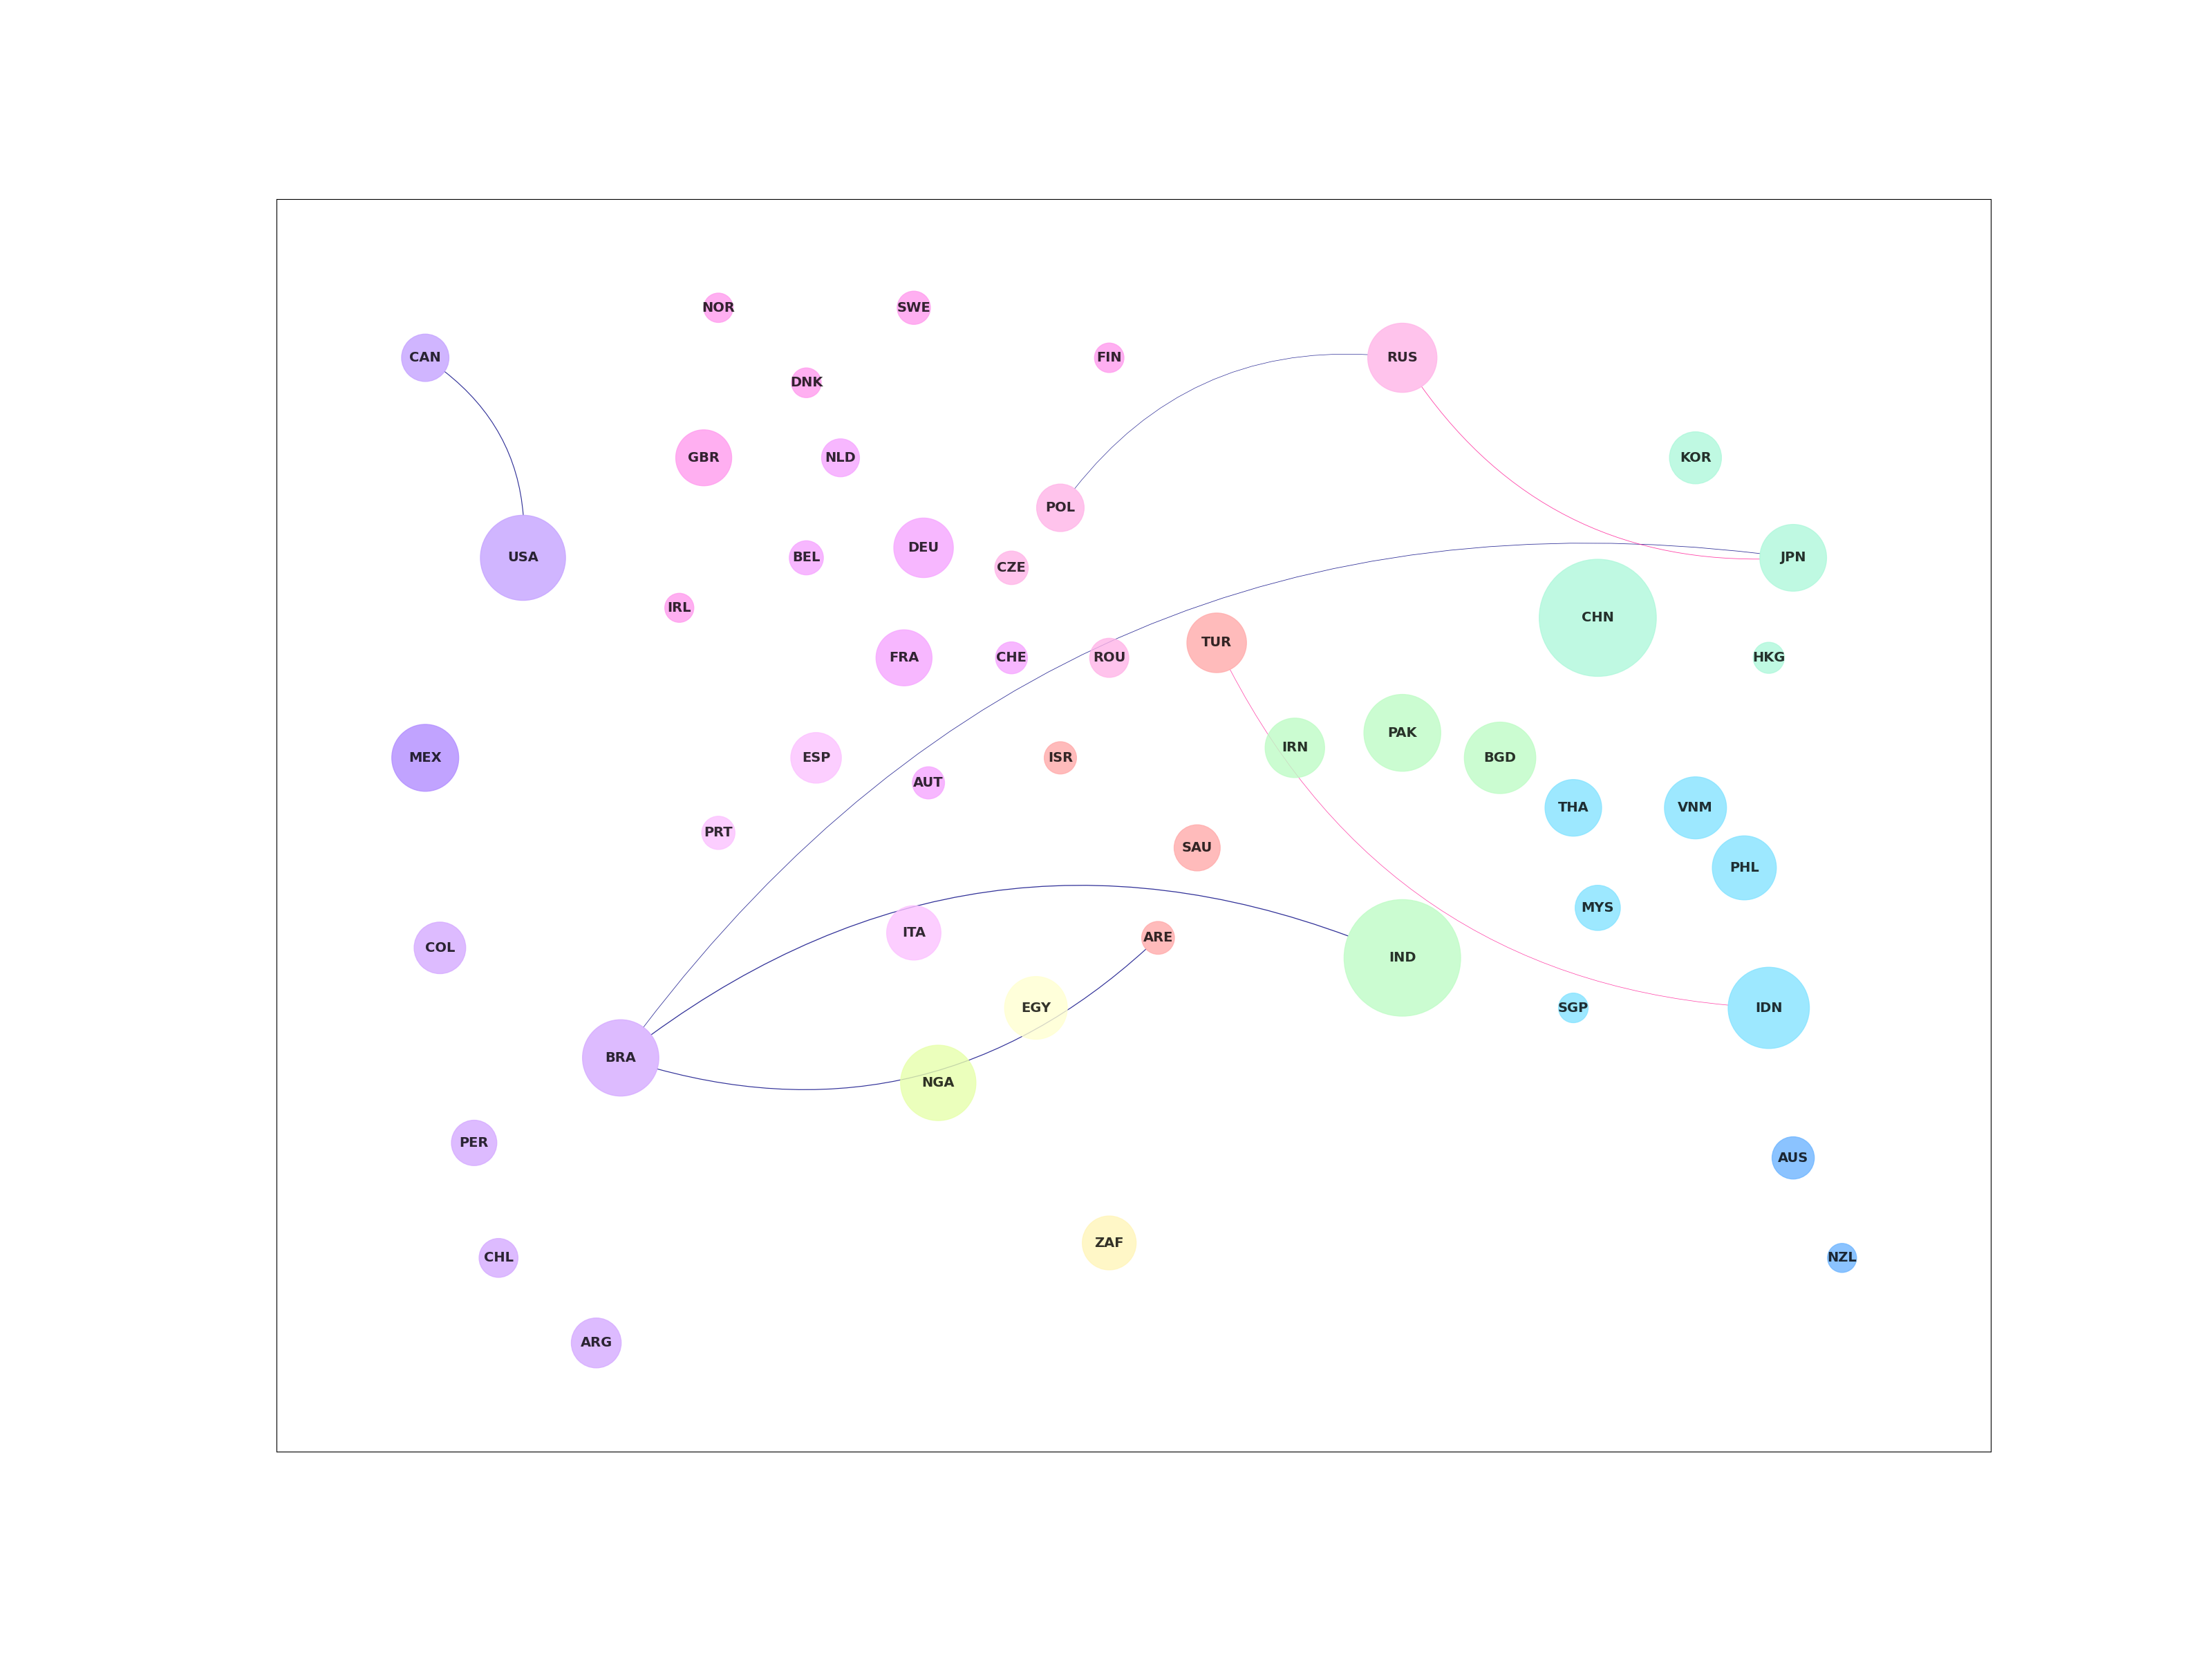 NOR
SWE
CAN
FIN
RUS
DNK
GBR
NLD
KOR
POL
DEU
USA
BEL
JPN
CZE
IRL
CHN
TUR
FRA
CHE
ROU
HKG
PAK
IRN
MEX
ESP
ISR
BGD
AUT
THA
VNM
PRT
SAU
PHL
MYS
ITA
ARE
COL
IND
EGY
SGP
IDN
BRA
NGA
PER
AUS
ZAF
CHL
NZL
ARG